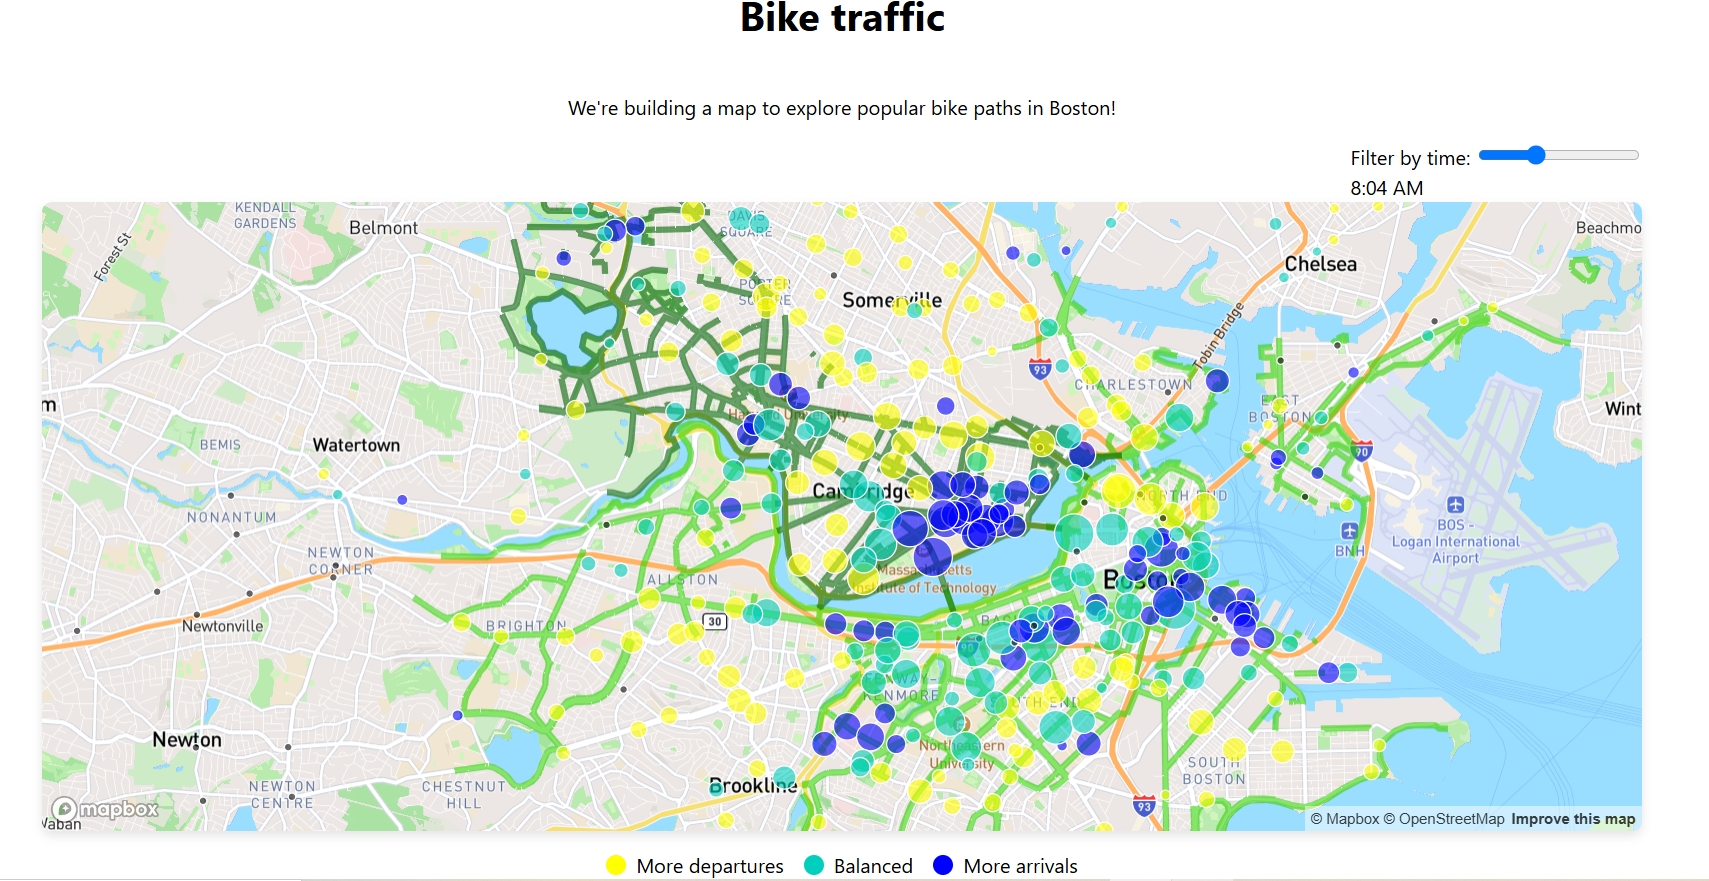 Bike traffic
We're building a map to explore popular bike paths in Boston!
Filter by time:
8:04 AM
KENDALL
GARDENS
Belmont
Forest St
DAVIS
SQUARE
Beachmo
Chelsea
PORTER
SQUARE
Somerville
Tobin Bridge
93
CHARLESTOWN
EAST
BOSTON
m
Harvard University
Wint
BEMIS
Watertown
90
Cambridge
NORTH END
NONANTUM
BOS -
Logan International
Airport
BNH
NEWTON
CORNER
ALLSTON
Massachusetts
Institute of Technology
Boston
Newtonville
BRIGHTON
30
BACK
90
FENWAY-
KENMORE
SOUTH END
Newton
Northeastern
University
SOUTH
BOSTON
NEWTON
CENTRE
CHESTNUT
HILL
Brookline
93
mapbox
Waban
© Mapbox © OpenStreetMap Improve this map
More departures Balanced More arrivals